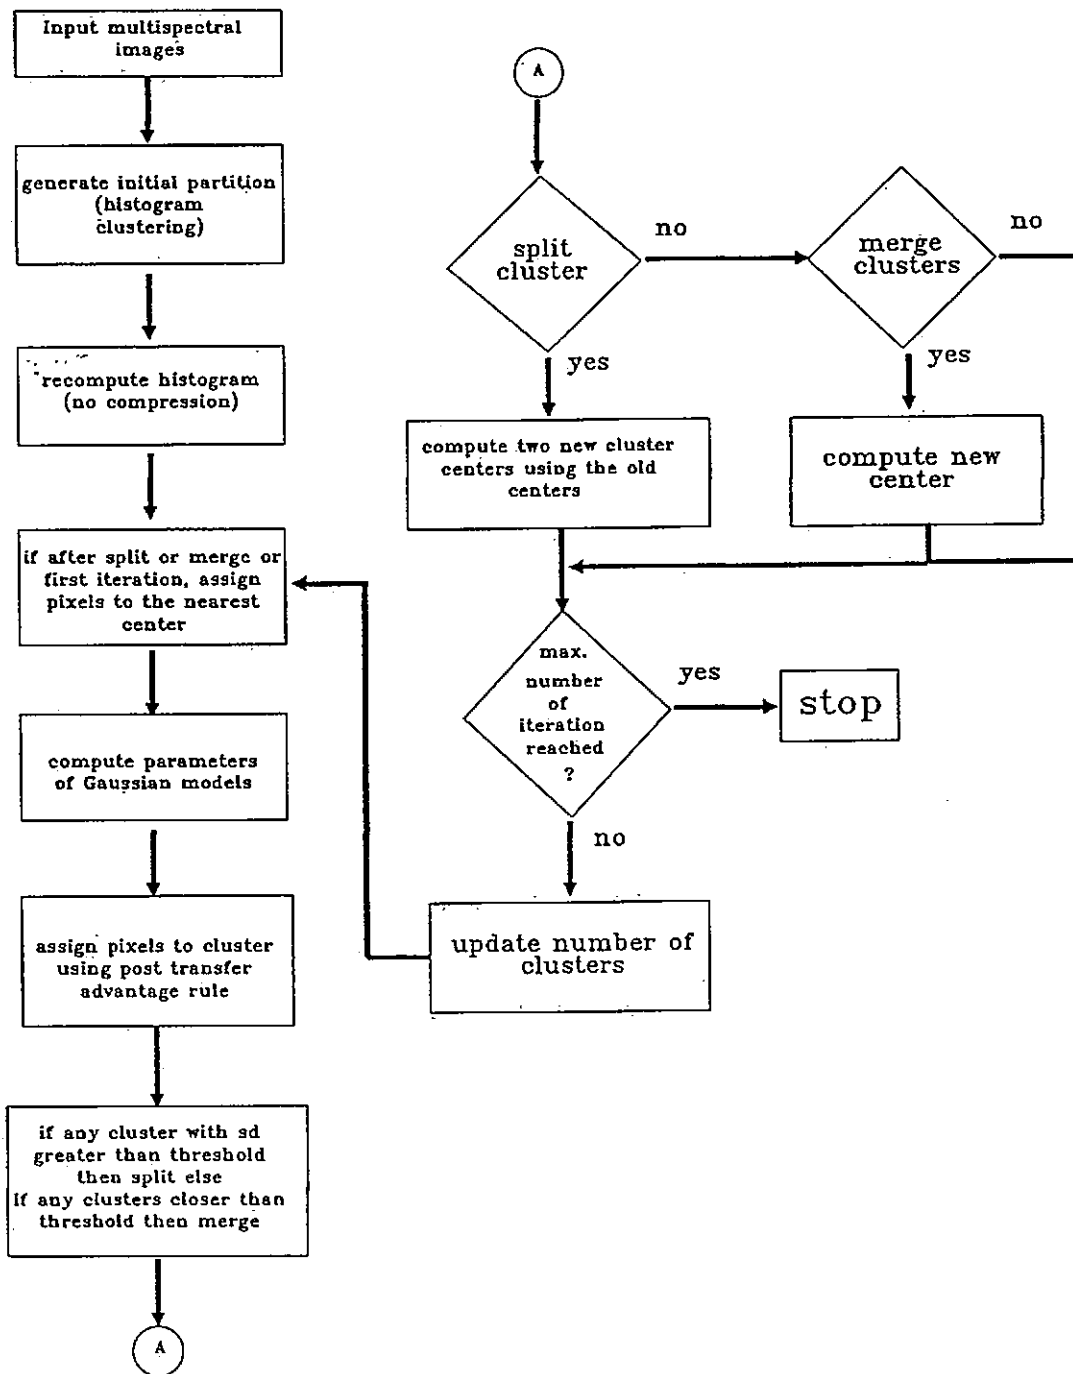 Input multispectral
images
generate initial partition
(histogram
clustering)
recompute histogram
(no compression)
if after split or merge or
first iteration, assign
pixels to the nearest
center
compute parameters
of Gaussian models
assign pixels to cluster
using post transfer
advantage rule
if any cluster with sd
greater than threshold
then split else
If any clusters closer than
threshold then merge
A
A
split
cluster
no
merge
clusters
no
yes
yes
compute two new cluster
centers using the old
centers
compute new
center
max.
number
of
iteration
reached
?
yes
stop
no
update number of
clusters